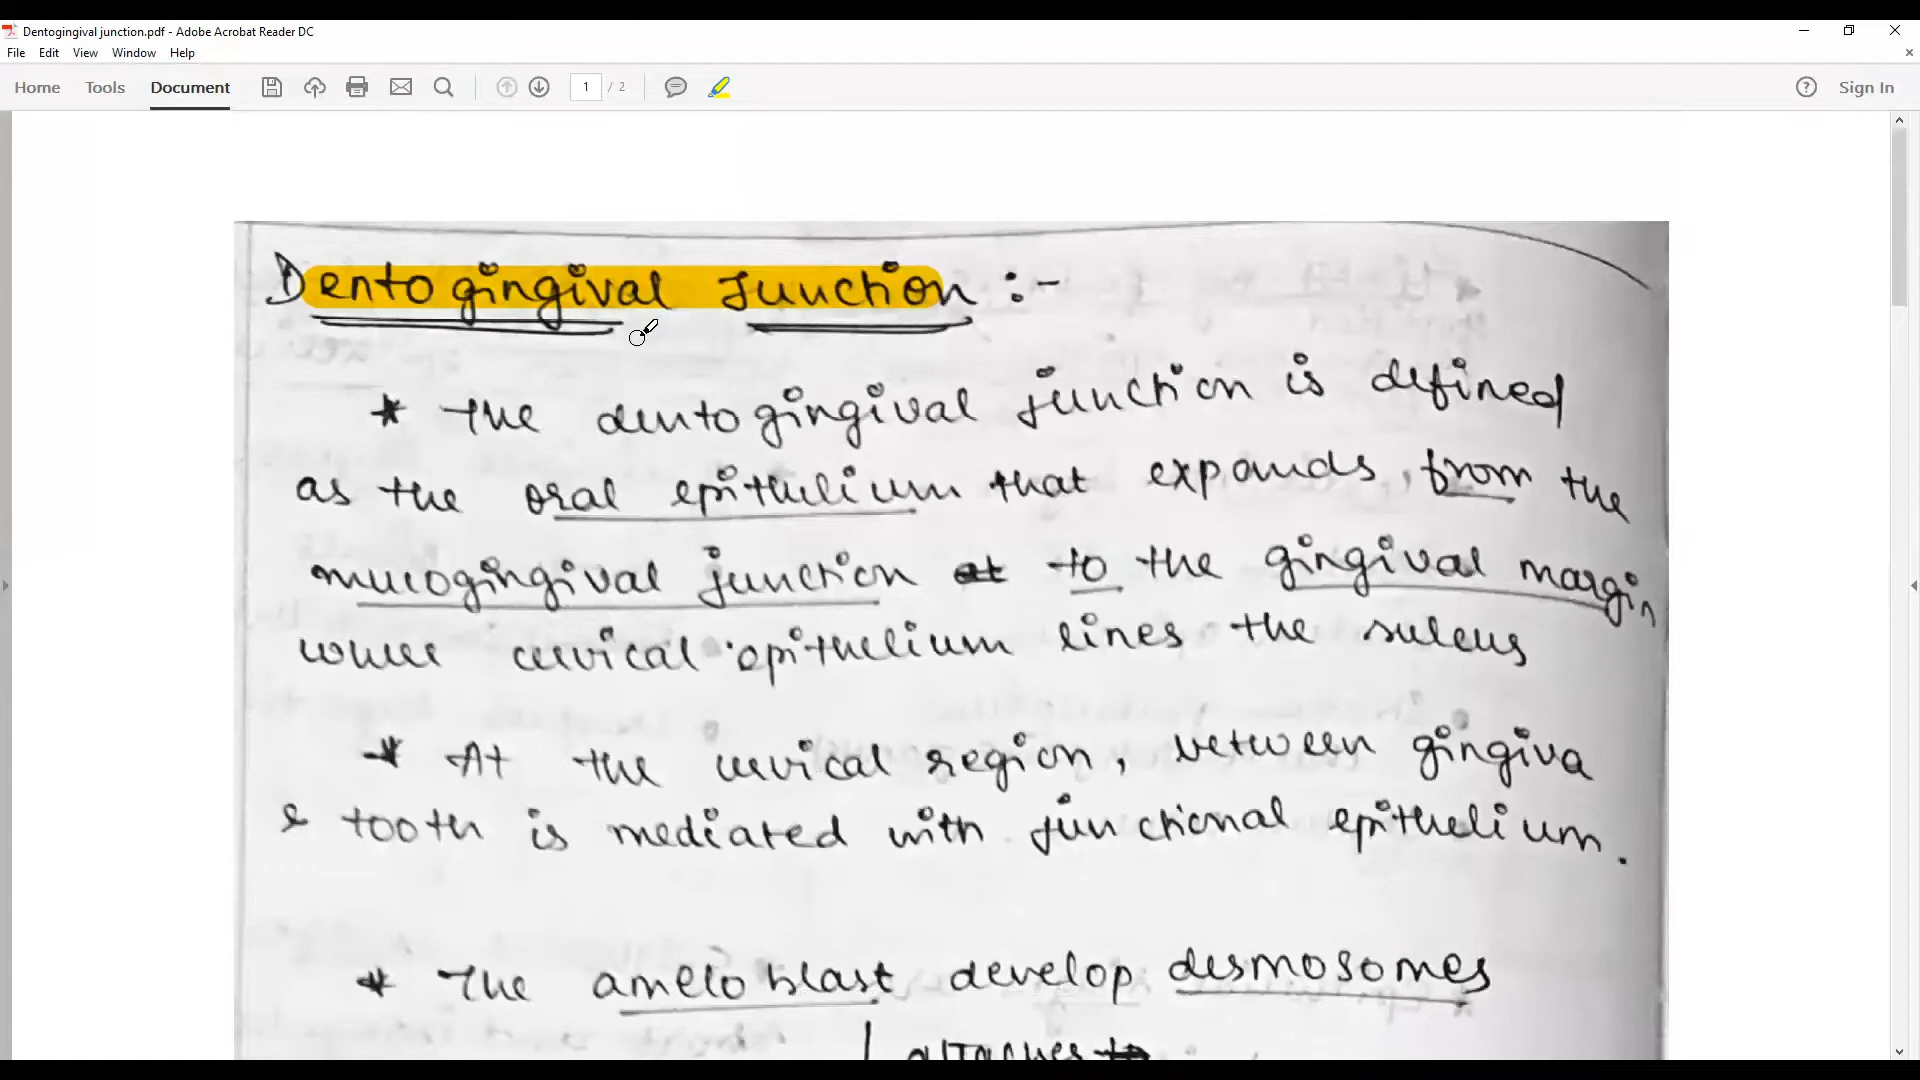 Dentogingival junction.pdf - Adobe Acrobat Reader DC
File Edit View Window Help
Home Tools Document 1 / 2 Sign In
Dentogingival Junction :-
* The dentogingival junction is defined
as the oral epithelium that expands, from the
mucogingival junction at to the gingival margin
where cervical epithelium lines the sulcus
* At the cervical region, between gingiva
& tooth is mediated with junctional epithelium.
* The ameloblast develop desmosomes
attaches to